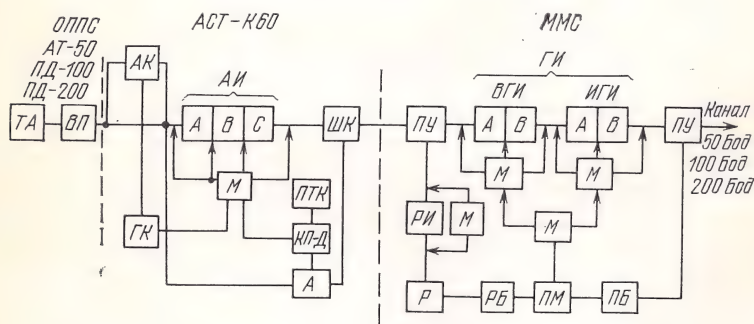 ОППС
АТ-50
ПД-100
ПД-200
ТА
ВП
АСТ-К60
АК
АИ
А
В
С
ШК
М
ПТК
ГК
КП-Д
А
ММС
ГИ
ВГИ
ИГИ
ПУ
А
В
А
В
ПУ
Канал
50 Бод
100 Бод
200 Бод
М
М
РИ
М
М
Р
РБ
ПМ
ПБ